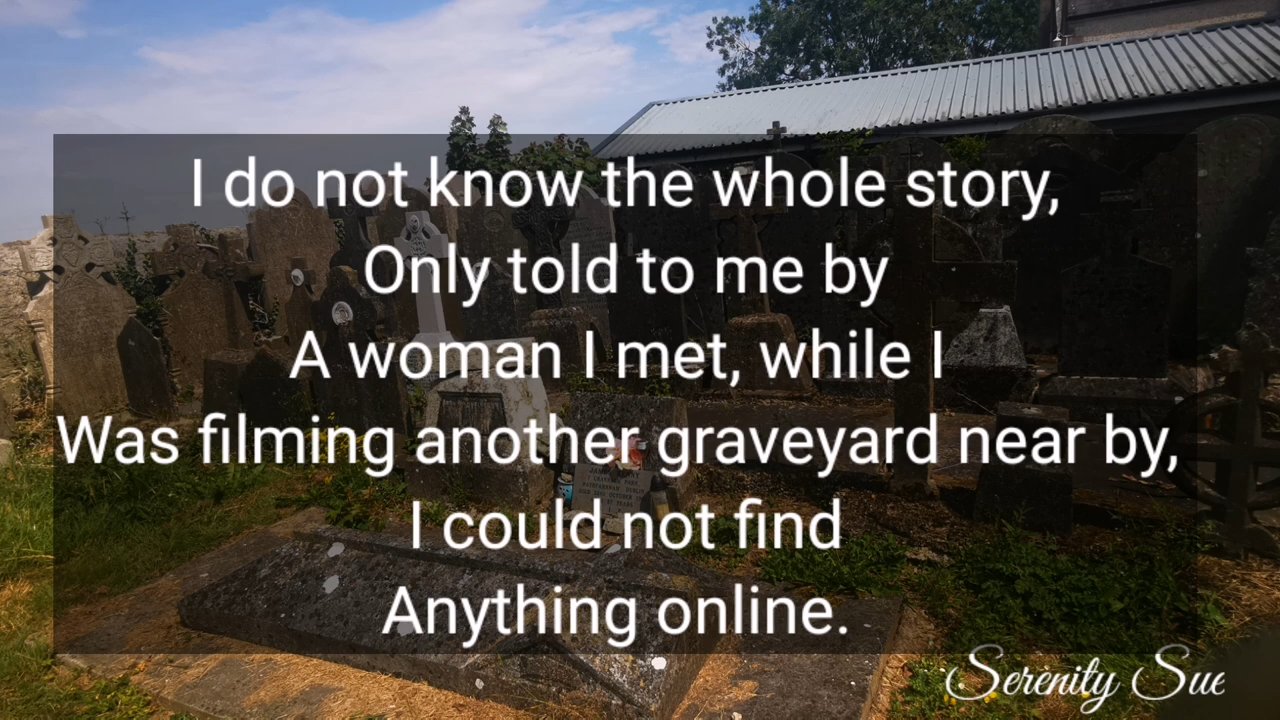 I do not know the whole story,
Only told to me by
A woman I met, while I
Was filming another graveyard near by,
I could not find
Anything online.
Serenity Sue